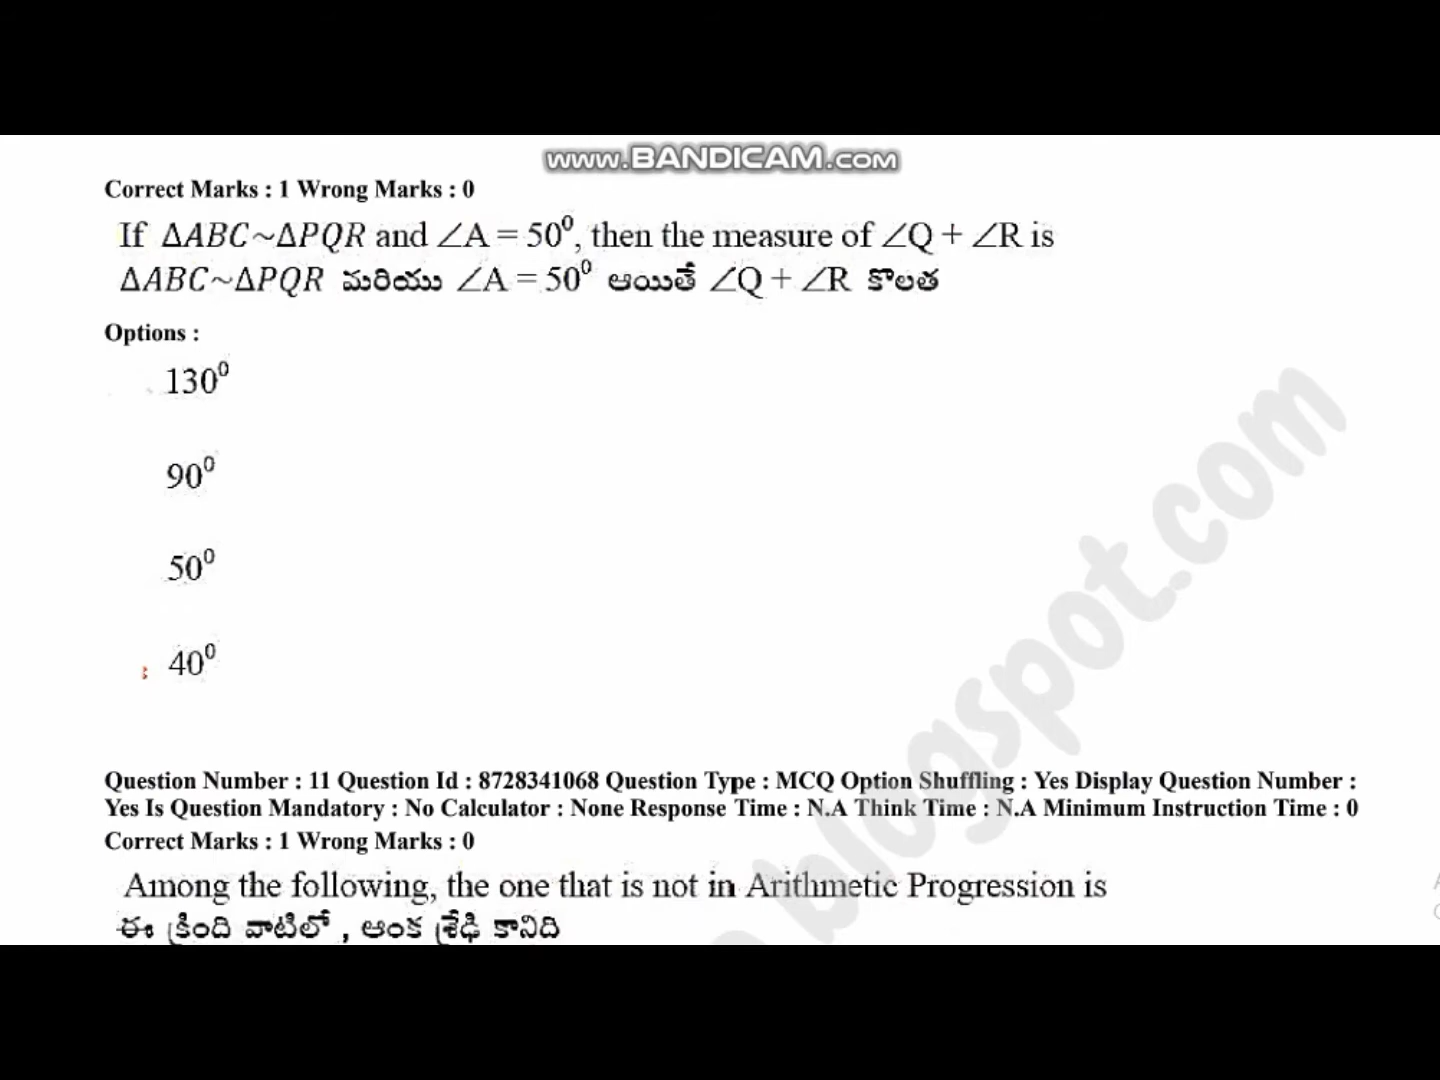 www.BANDICAM.com
Correct Marks : 1 Wrong Marks : 0
If ΔABC~ΔPQR and ∠A = 50⁰, then the measure of ∠Q + ∠R is
ΔABC~ΔPQR మరియు ∠A = 50⁰ ఆయితే ∠Q + ∠R కొలత
Options :
130⁰
90⁰
50⁰
40⁰
Question Number : 11 Question Id : 8728341068 Question Type : MCQ Option Shuffling : Yes Display Question Number :
Yes Is Question Mandatory : No Calculator : None Response Time : N.A Think Time : N.A Minimum Instruction Time : 0
Correct Marks : 1 Wrong Marks : 0
Among the following, the one that is not in Arithmetic Progression is
ఈ క్రింది వాటిలో , ఆంక శ్రేఢి కానిది
blogspot.com